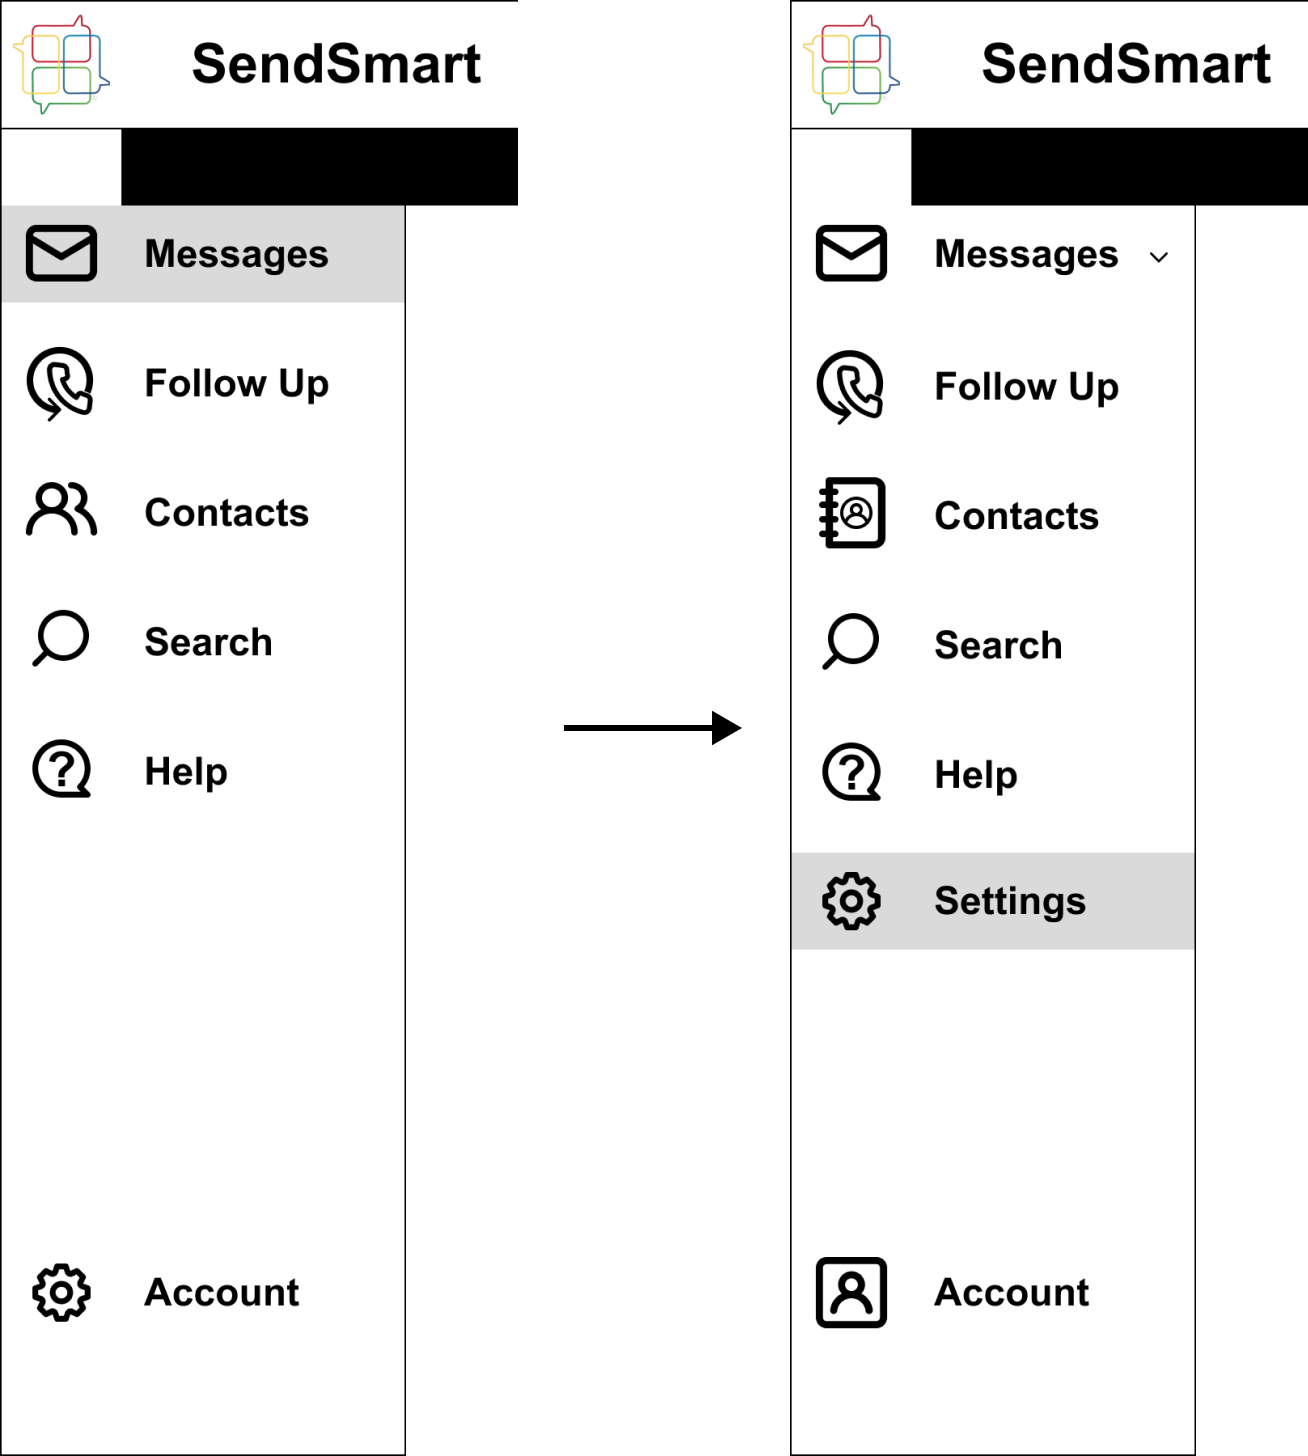 SendSmart
Messages
Follow Up
Contacts
Search
Help
Account
SendSmart
Messages
Follow Up
Contacts
Search
Help
Settings
Account